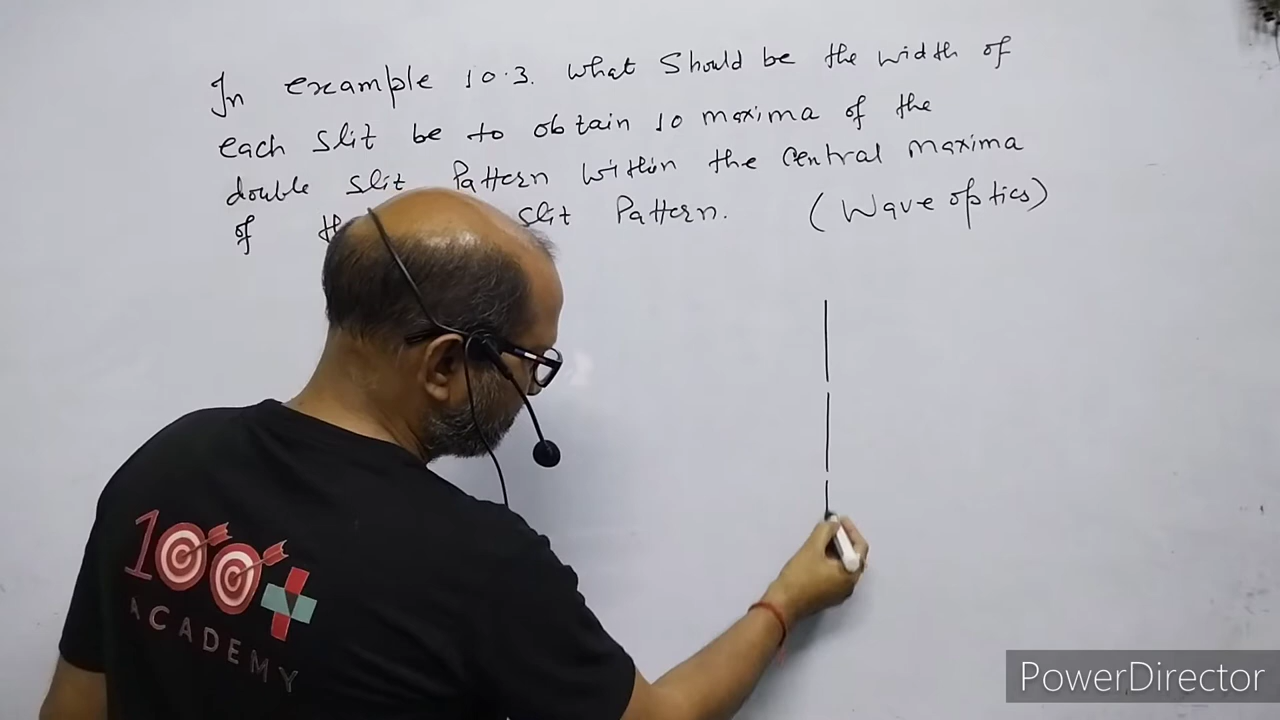 In example 10.3. what should be the width of
each slit be to obtain 10 maxima of the
double slit Pattern within the central maxima
of slit Pattern. (Wave optics)
100+
ACADEMY
PowerDirector